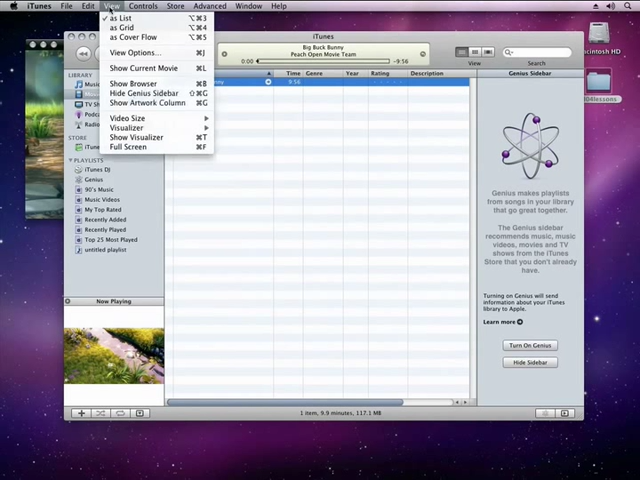 iTunes File Edit View Controls Store Advanced Window Help
✓ as List ⌥⌘3
as Grid ⌥⌘4
as Cover Flow ⌥⌘5
View Options... ⌘J
Show Current Movie ⌘L
Show Browser ⌘B
Hide Genius Sidebar ⇧⌘G
Show Artwork Column ⌘G
Video Size
Visualizer
Show Visualizer ⌘T
Full Screen ⌘F
iTunes
Big Buck Bunny
Peach Open Movie Team
0:00 -9:56
View
Search
LIBRARY
Radio
STORE
PLAYLISTS
iTunes DJ
Genius
90's Music
Music Videos
My Top Rated
Recently Added
Recently Played
Top 25 Most Played
untitled playlist
Now Playing
Time Genre Year Rating Description
9:56
Genius Sidebar
Genius makes playlists
from songs in your library
that go great together.
The Genius sidebar
recommends music, music
videos, movies and TV
shows from the iTunes
Store that you don't already
have.
Turning on Genius will send
information about your iTunes
library to Apple.
Learn more
Turn On Genius
Hide Sidebar
1 item, 9.9 minutes, 117.1 MB